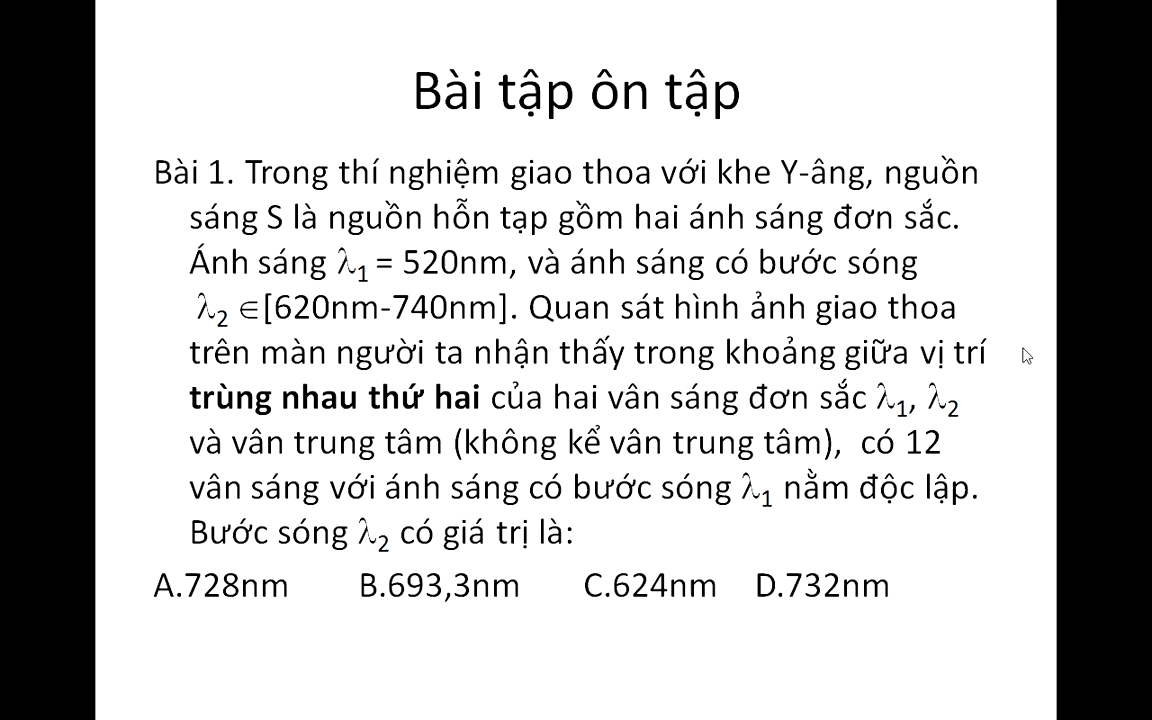 Bài tập ôn tập
Bài 1. Trong thí nghiệm giao thoa với khe Y-âng, nguồn
sáng S là nguồn hỗn tạp gồm hai ánh sáng đơn sắc.
Ánh sáng λ₁ = 520nm, và ánh sáng có bước sóng
λ₂ ∈[620nm-740nm]. Quan sát hình ảnh giao thoa
trên màn người ta nhận thấy trong khoảng giữa vị trí
trùng nhau thứ hai của hai vân sáng đơn sắc λ₁, λ₂
và vân trung tâm (không kể vân trung tâm), có 12
vân sáng với ánh sáng có bước sóng λ₁ nằm độc lập.
Bước sóng λ₂ có giá trị là:
A.728nm B.693,3nm C.624nm D.732nm